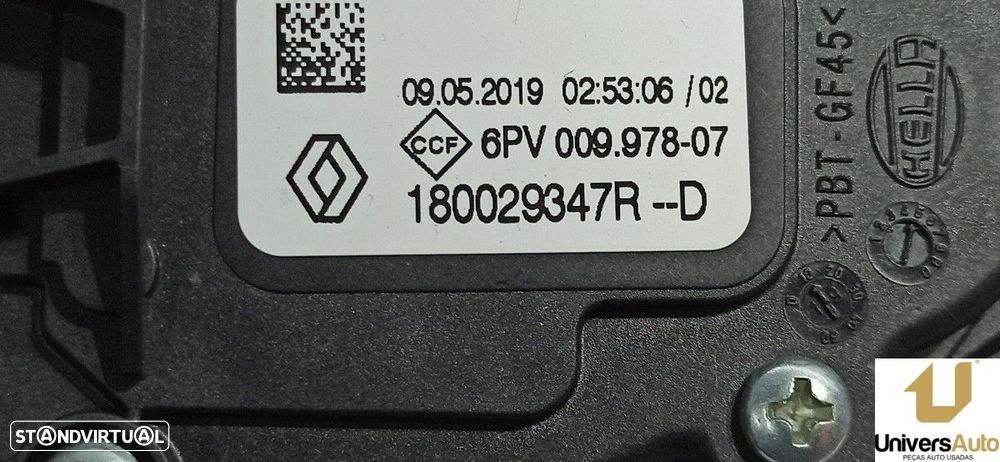 09.05.2019 02:53:06 /02
CCF 6PV 009.978-07
180029347R --D
>PBT-GF45<
HELLA
STANDVIRTUAL
UniversAuto
PEÇAS AUTO USADAS